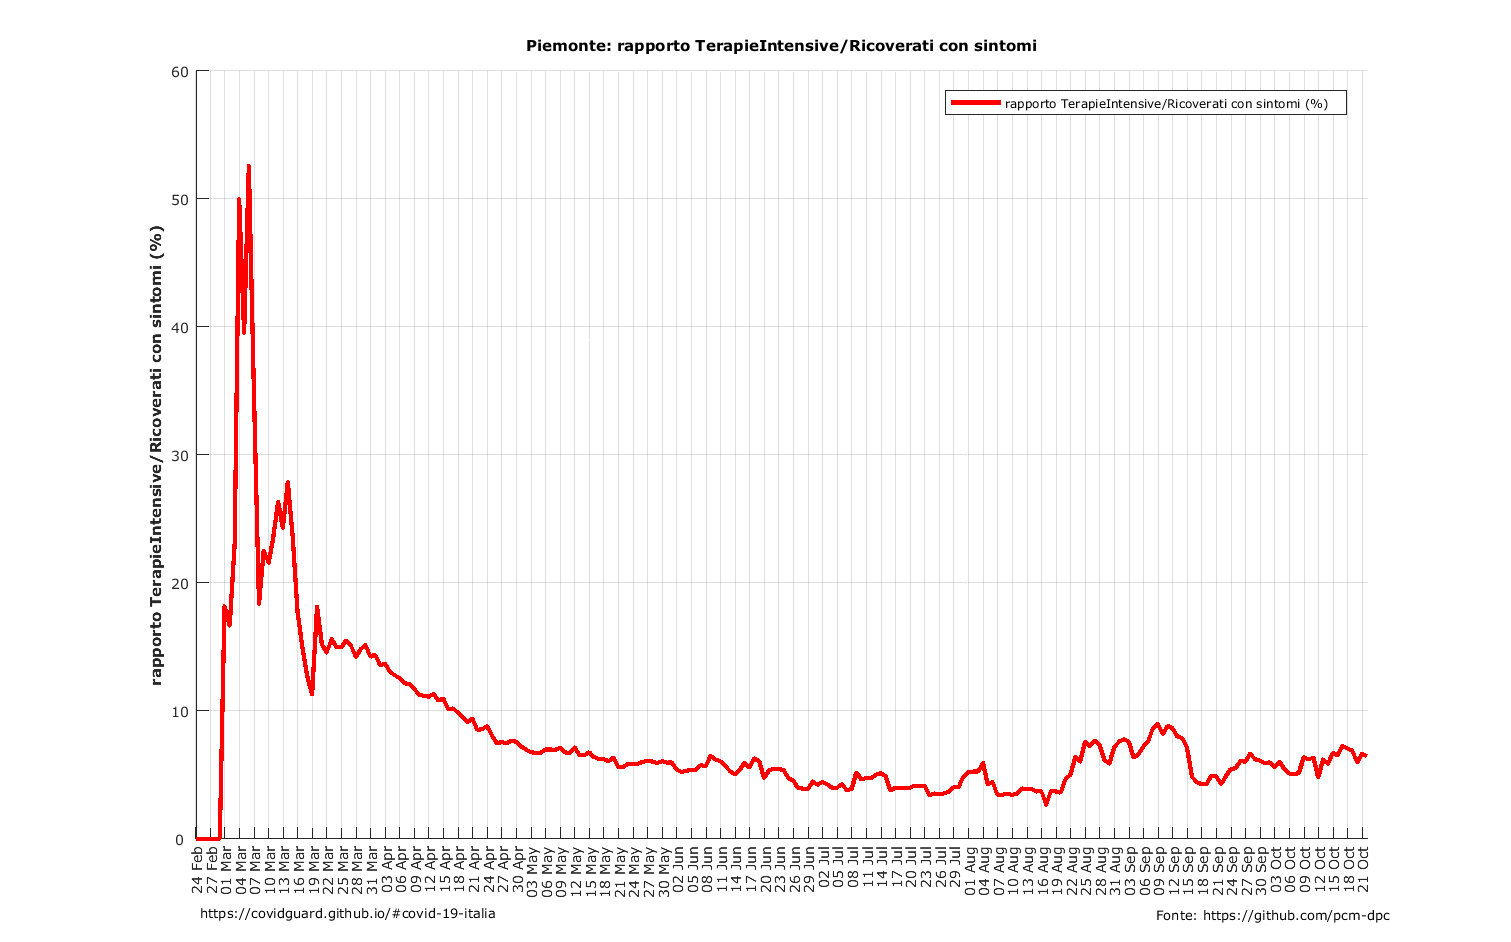 Piemonte: rapporto TerapieIntensive/Ricoverati con sintomi
rapporto TerapieIntensive/Ricoverati con sintomi (%)
rapporto TerapieIntensive/Ricoverati con sintomi (%)
60
50
40
30
20
10
0
24 Feb
27 Feb
01 Mar
04 Mar
07 Mar
10 Mar
13 Mar
16 Mar
19 Mar
22 Mar
25 Mar
28 Mar
31 Mar
03 Apr
06 Apr
09 Apr
12 Apr
15 Apr
18 Apr
21 Apr
24 Apr
27 Apr
30 Apr
03 May
06 May
09 May
12 May
15 May
18 May
21 May
24 May
27 May
30 May
02 Jun
05 Jun
08 Jun
11 Jun
14 Jun
17 Jun
20 Jun
23 Jun
26 Jun
29 Jun
02 Jul
05 Jul
08 Jul
11 Jul
14 Jul
17 Jul
20 Jul
23 Jul
26 Jul
29 Jul
01 Aug
04 Aug
07 Aug
10 Aug
13 Aug
16 Aug
19 Aug
22 Aug
25 Aug
28 Aug
31 Aug
03 Sep
06 Sep
09 Sep
12 Sep
15 Sep
18 Sep
21 Sep
24 Sep
27 Sep
30 Sep
03 Oct
06 Oct
09 Oct
12 Oct
15 Oct
18 Oct
21 Oct
https://covidguard.github.io/#covid-19-italia
Fonte: https://github.com/pcm-dpc